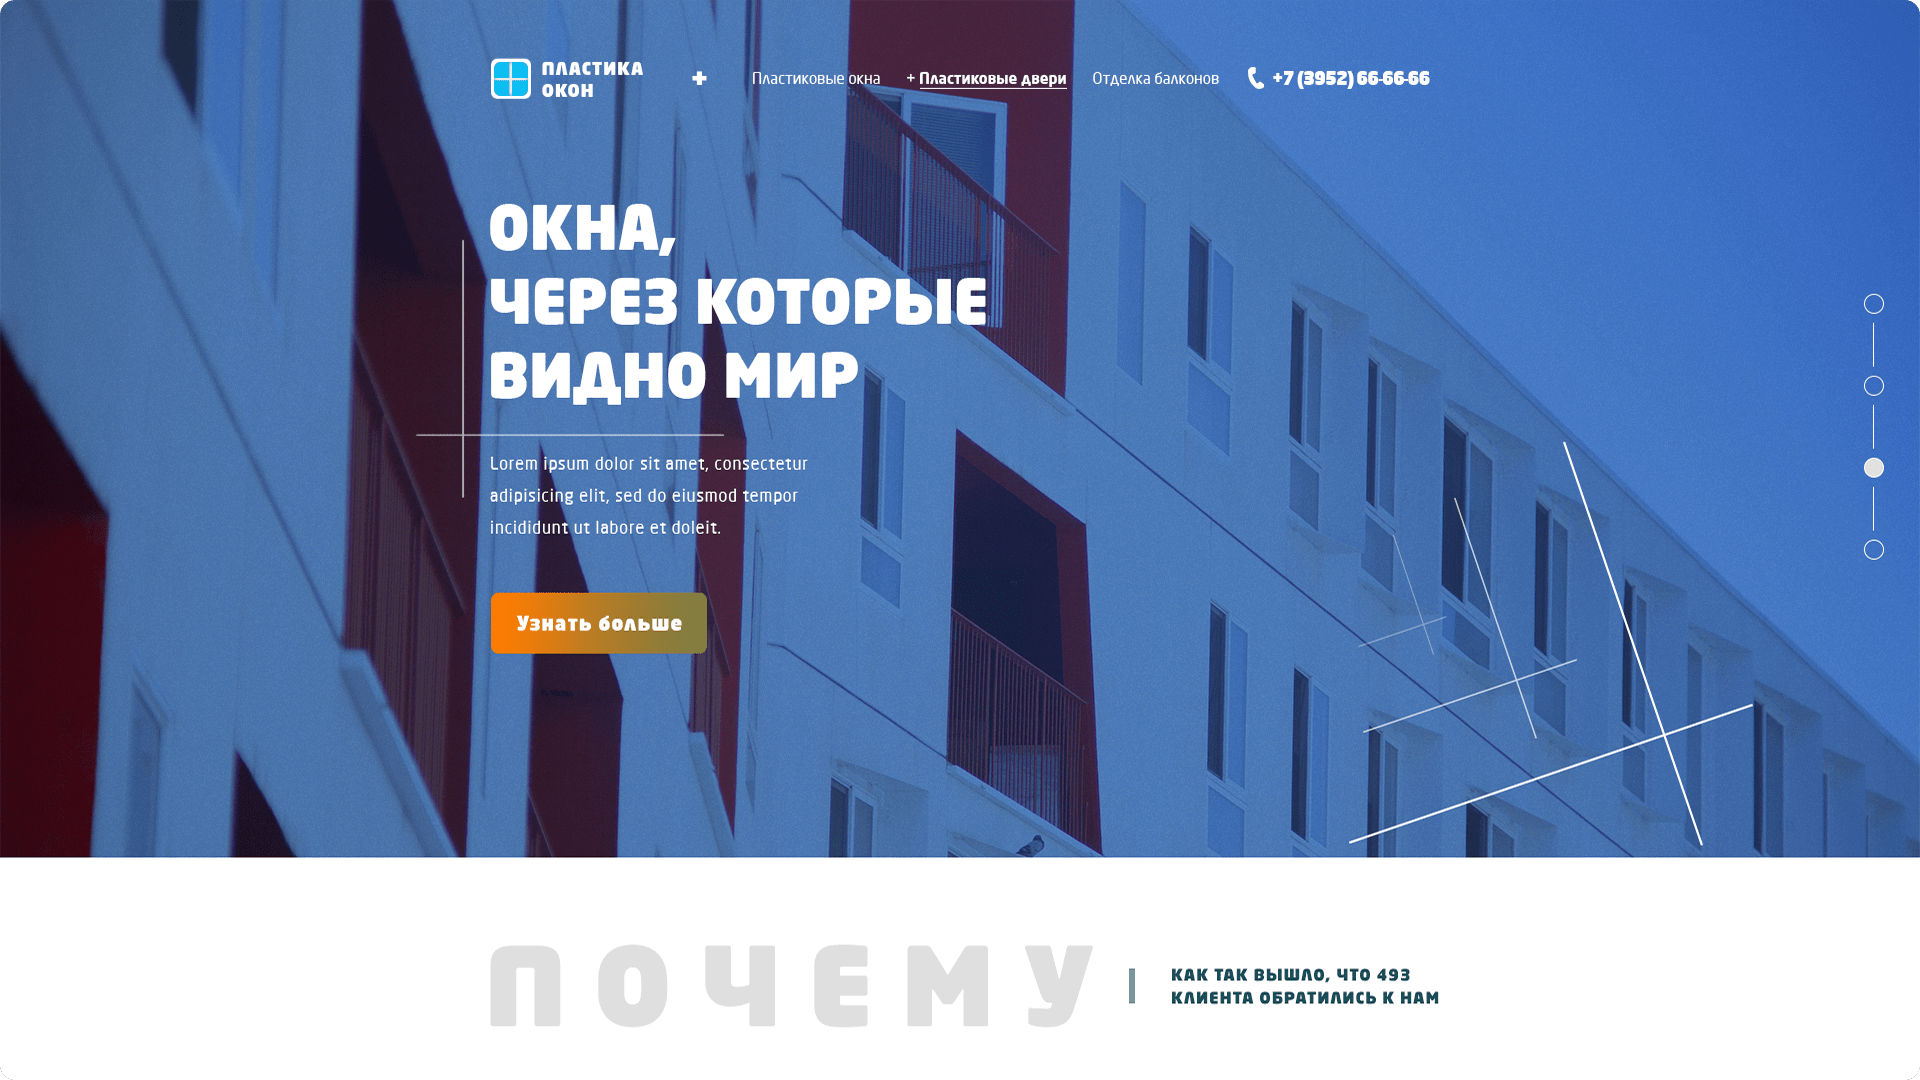 ПЛАСТИКА
ОКОН
Пластиковые окна
+ Пластиковые двери
Отделка балконов
+7 (3952) 66-66-66
ОКНА,
ЧЕРЕЗ КОТОРЫЕ
ВИДНО МИР
Lorem ipsum dolor sit amet, consectetur
adipisicing elit, sed do eiusmod tempor
incididunt ut labore et doleit.
Узнать больше
ПОЧЕМУ
КАК ТАК ВЫШЛО, ЧТО 493
КЛИЕНТА ОБРАТИЛИСЬ К НАМ